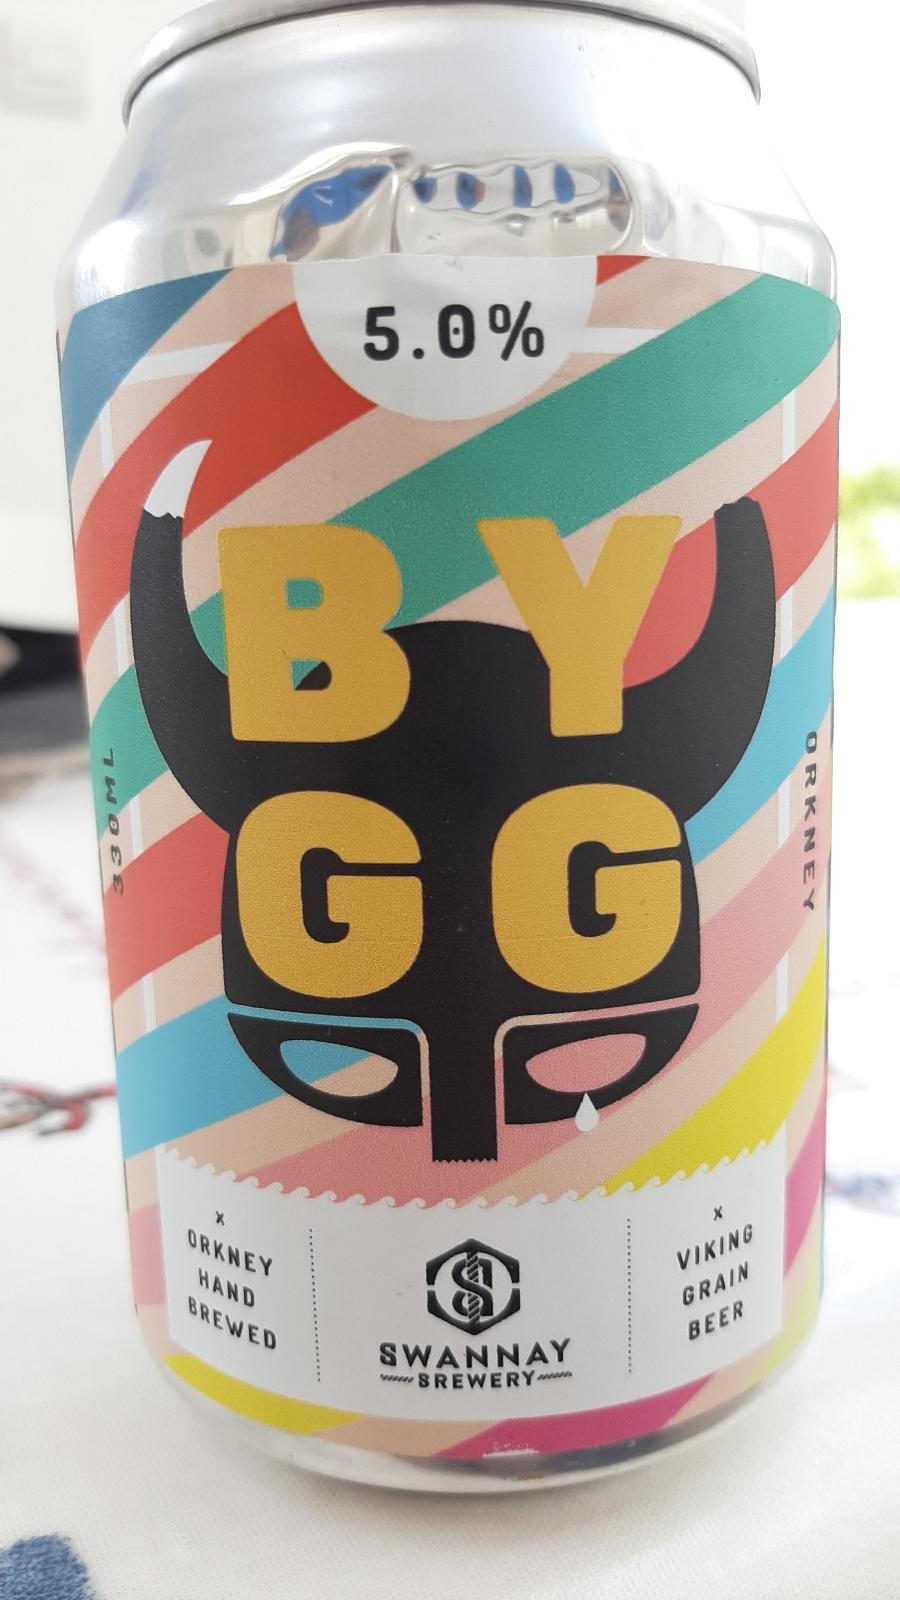 5.0%
BY
GG
330ML
ORKNEY
x
ORKNEY
HAND
BREWED
SWANNAY
BREWERY
x
VIKING
GRAIN
BEER